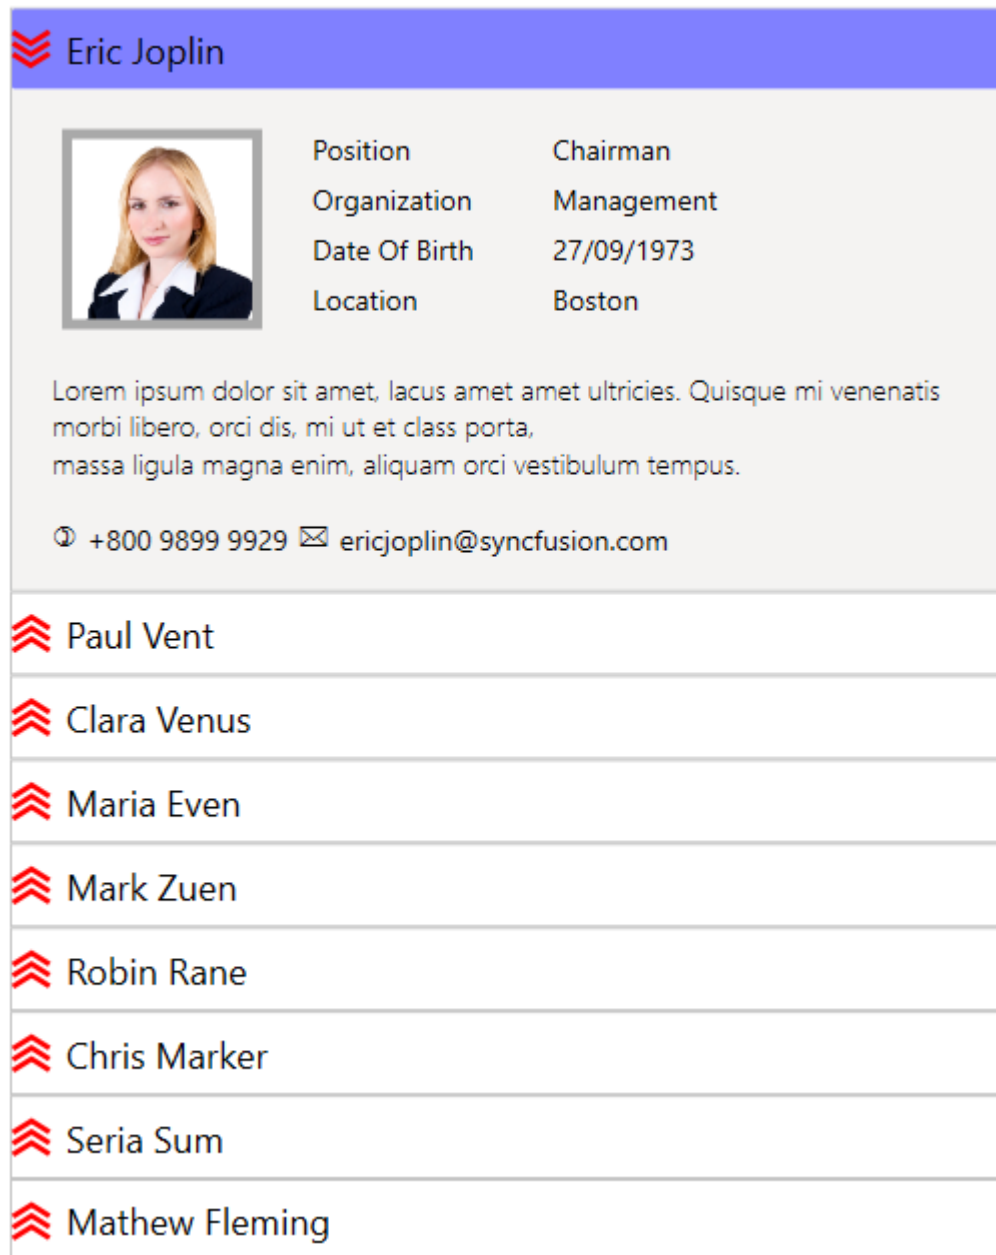 Eric Joplin
Position Chairman
Organization Management
Date Of Birth 27/09/1973
Location Boston
Lorem ipsum dolor sit amet, lacus amet amet ultricies. Quisque mi venenatis
morbi libero, orci dis, mi ut et class porta,
massa ligula magna enim, aliquam orci vestibulum tempus.
+800 9899 9929 ericjoplin@syncfusion.com
Paul Vent
Clara Venus
Maria Even
Mark Zuen
Robin Rane
Chris Marker
Seria Sum
Mathew Fleming